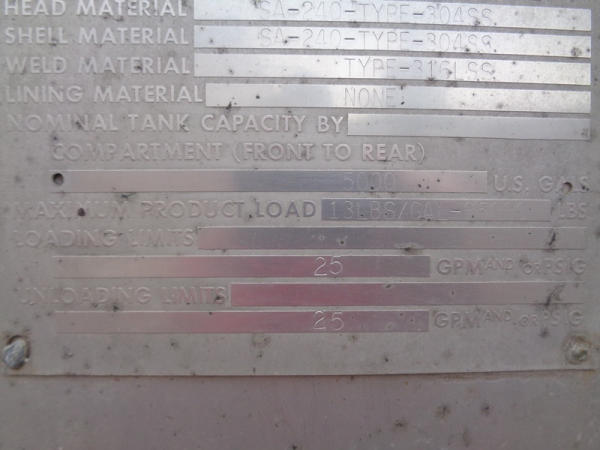 HEAD MATERIAL SA-240-TYPE-304SS
SHELL MATERIAL SA-240-TYPE-304SS
WELD MATERIAL TYPE-316LSS
LINING MATERIAL NONE
NOMINAL TANK CAPACITY BY
COMPARTMENT (FRONT TO REAR)
5000 U.S. GALS
MAXIMUM PRODUCT LOAD 13LBS/GAL LBS
LOADING LIMITS
25 GPM AND/OR PSIG
UNLOADING LIMITS
25 GPM AND/OR PSIG